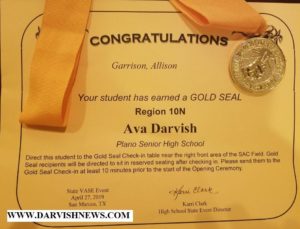 CONGRATULATIONS
Garrison, Allison
Your student has earned a GOLD SEAL
Region 10N
Ava Darvish
Plano Senior High School
Direct this student to the Gold Seal Check-in table near the right front area of the SAC Field. Gold
Seal recipients will be directed to sit in reserved seating after checking in. Please send them to the
Gold Seal Check-in at least 10 minutes prior to the start of the Opening Ceremony.
State VASE Event
April 27, 2019
San Marcos, TX
Karri Clark
Karri Clark
High School State Event Director
WWW.DARVISHNEWS.COM